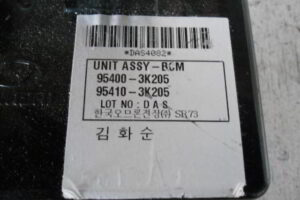 *DAS4082*
UNIT ASSY-BCM
95400-3K205
95410-3K205
LOT NO : D A S
한국오므론전장㈜ SR73
김화순